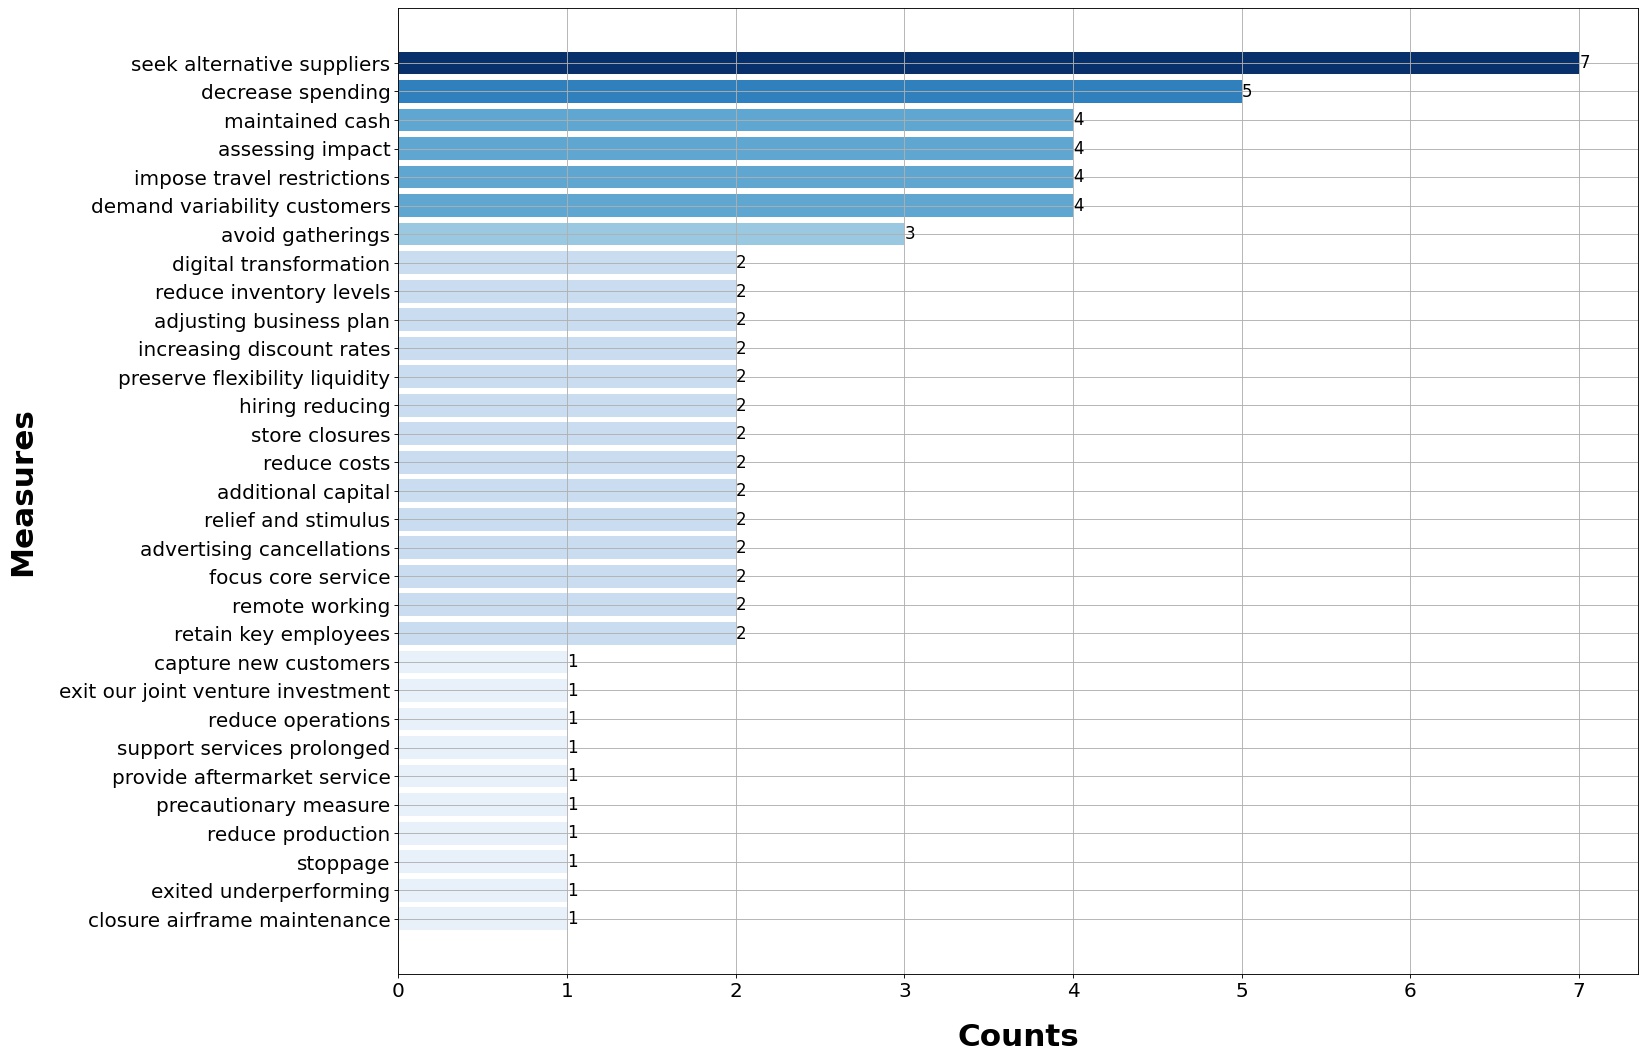 seek alternative suppliers 7
decrease spending 5
maintained cash 4
assessing impact 4
impose travel restrictions 4
demand variability customers 4
avoid gatherings 3
digital transformation 2
reduce inventory levels 2
adjusting business plan 2
increasing discount rates 2
preserve flexibility liquidity 2
hiring reducing 2
store closures 2
reduce costs 2
additional capital 2
relief and stimulus 2
advertising cancellations 2
focus core service 2
remote working 2
retain key employees 2
capture new customers 1
exit our joint venture investment 1
reduce operations 1
support services prolonged 1
provide aftermarket service 1
precautionary measure 1
reduce production 1
stoppage 1
exited underperforming 1
closure airframe maintenance 1
Measures
0 1 2 3 4 5 6 7
Counts